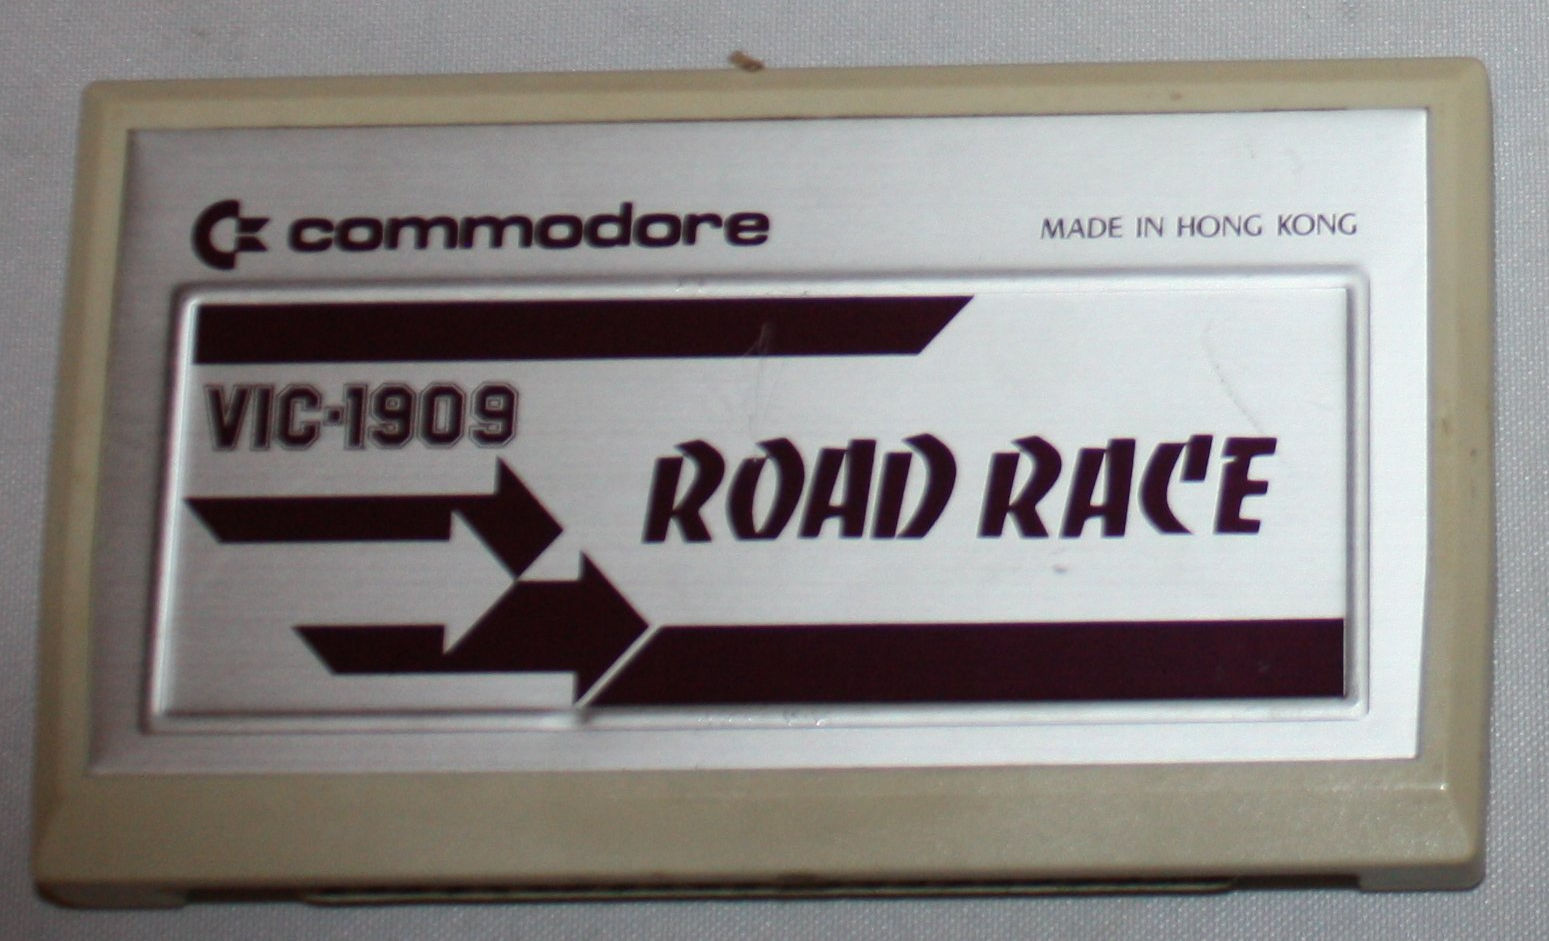 commodore
MADE IN HONG KONG
VIC-1909
ROAD RACE